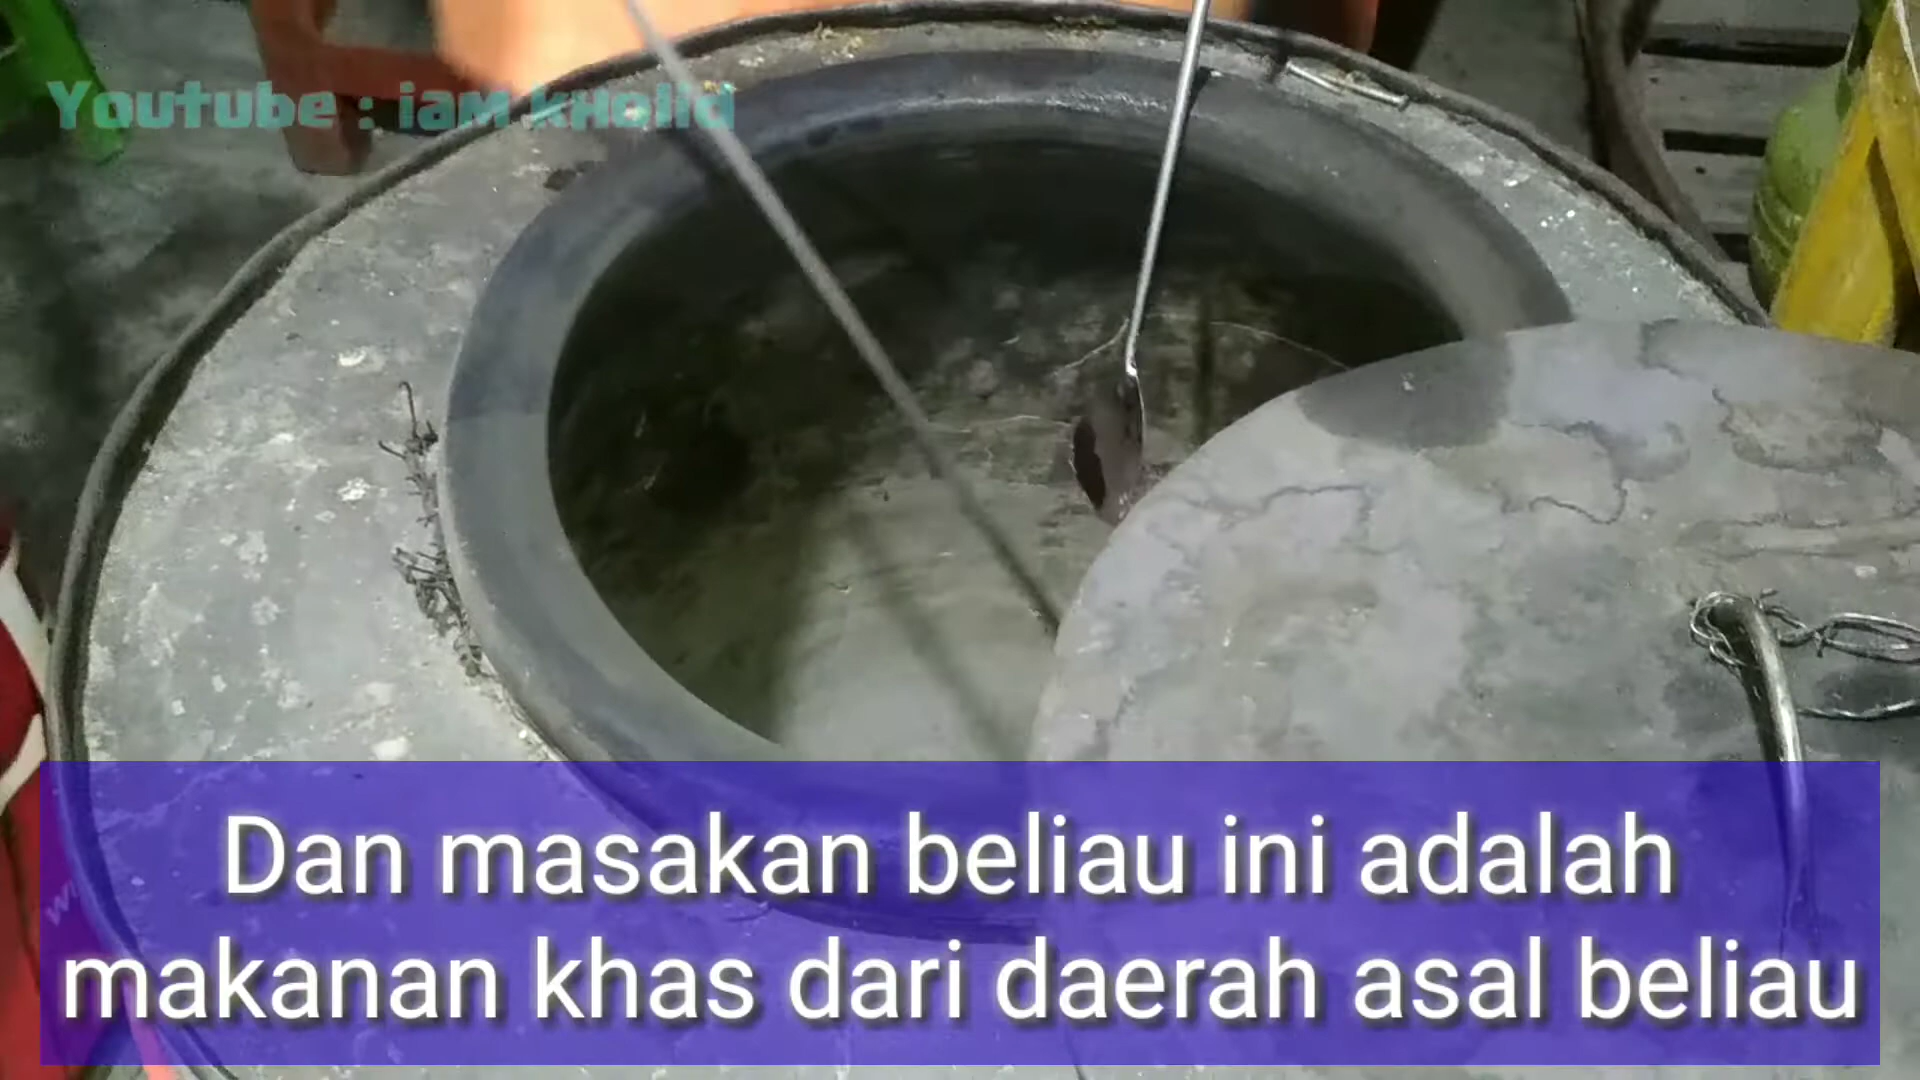 Youtube : iam kholid
Dan masakan beliau ini adalah
makanan khas dari daerah asal beliau